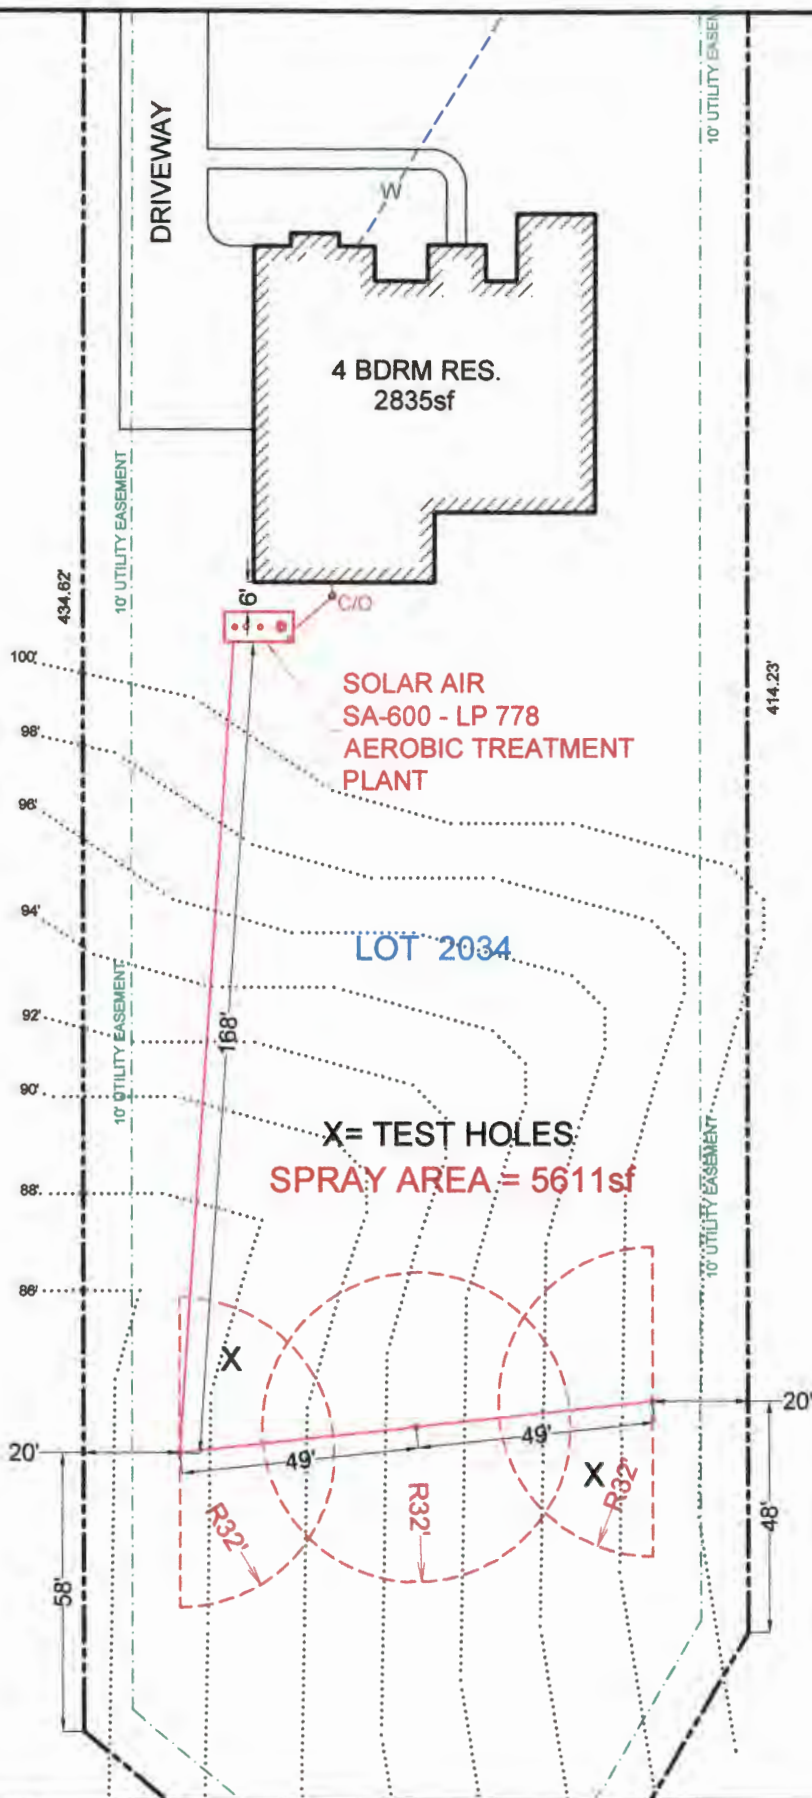 10' UTILITY EASEM
DRIVEWAY
W
4 BDRM RES.
2835sf
10' UTILITY EASEMENT
434.62'
6'
C/O
414.23'
100'
SOLAR AIR
SA-600 - LP 778
AEROBIC TREATMENT
PLANT
98'
96'
94'
LOT 2034
92'
10' UTILITY EASEMENT
168'
90'
X= TEST HOLES
SPRAY AREA = 5611sf
88'
10' UTILITY EASEMENT
86'
X
20'
20'
49'
49'
X
R32'
R32'
R32'
48'
58'